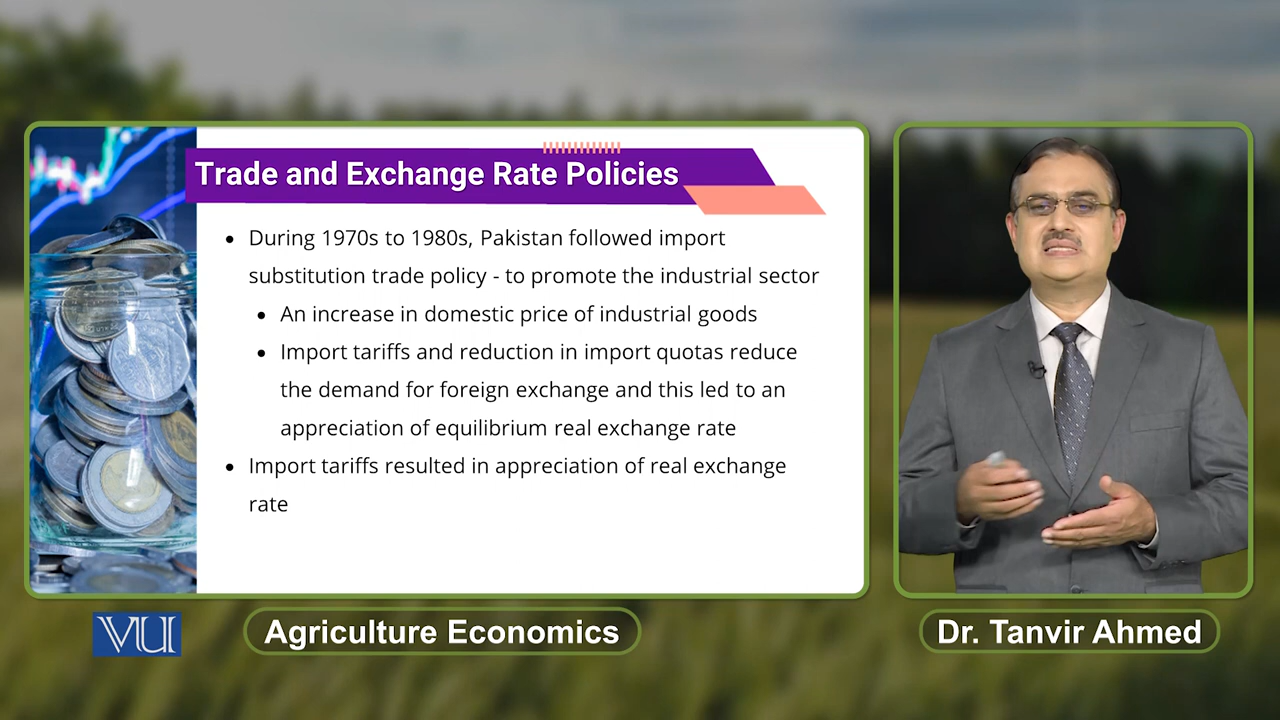 Trade and Exchange Rate Policies
• During 1970s to 1980s, Pakistan followed import
substitution trade policy - to promote the industrial sector
• An increase in domestic price of industrial goods
• Import tariffs and reduction in import quotas reduce
the demand for foreign exchange and this led to an
appreciation of equilibrium real exchange rate
• Import tariffs resulted in appreciation of real exchange
rate
VU
Agriculture Economics
Dr. Tanvir Ahmed